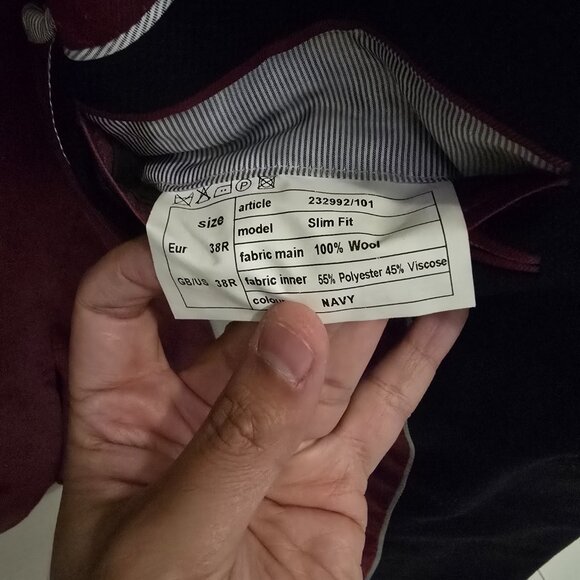 size article 232992/101
model Slim Fit
Eur 38R fabric main 100% Wool
GB/US 38R fabric inner 55% Polyester 45% Viscose
NAVY